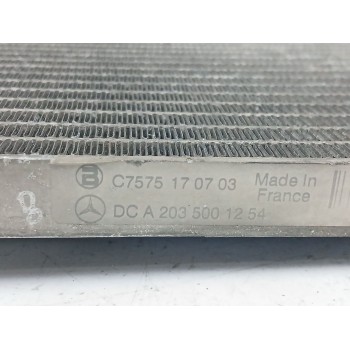 C7575 17 07 03 Made In France
DC A 203 500 12 54